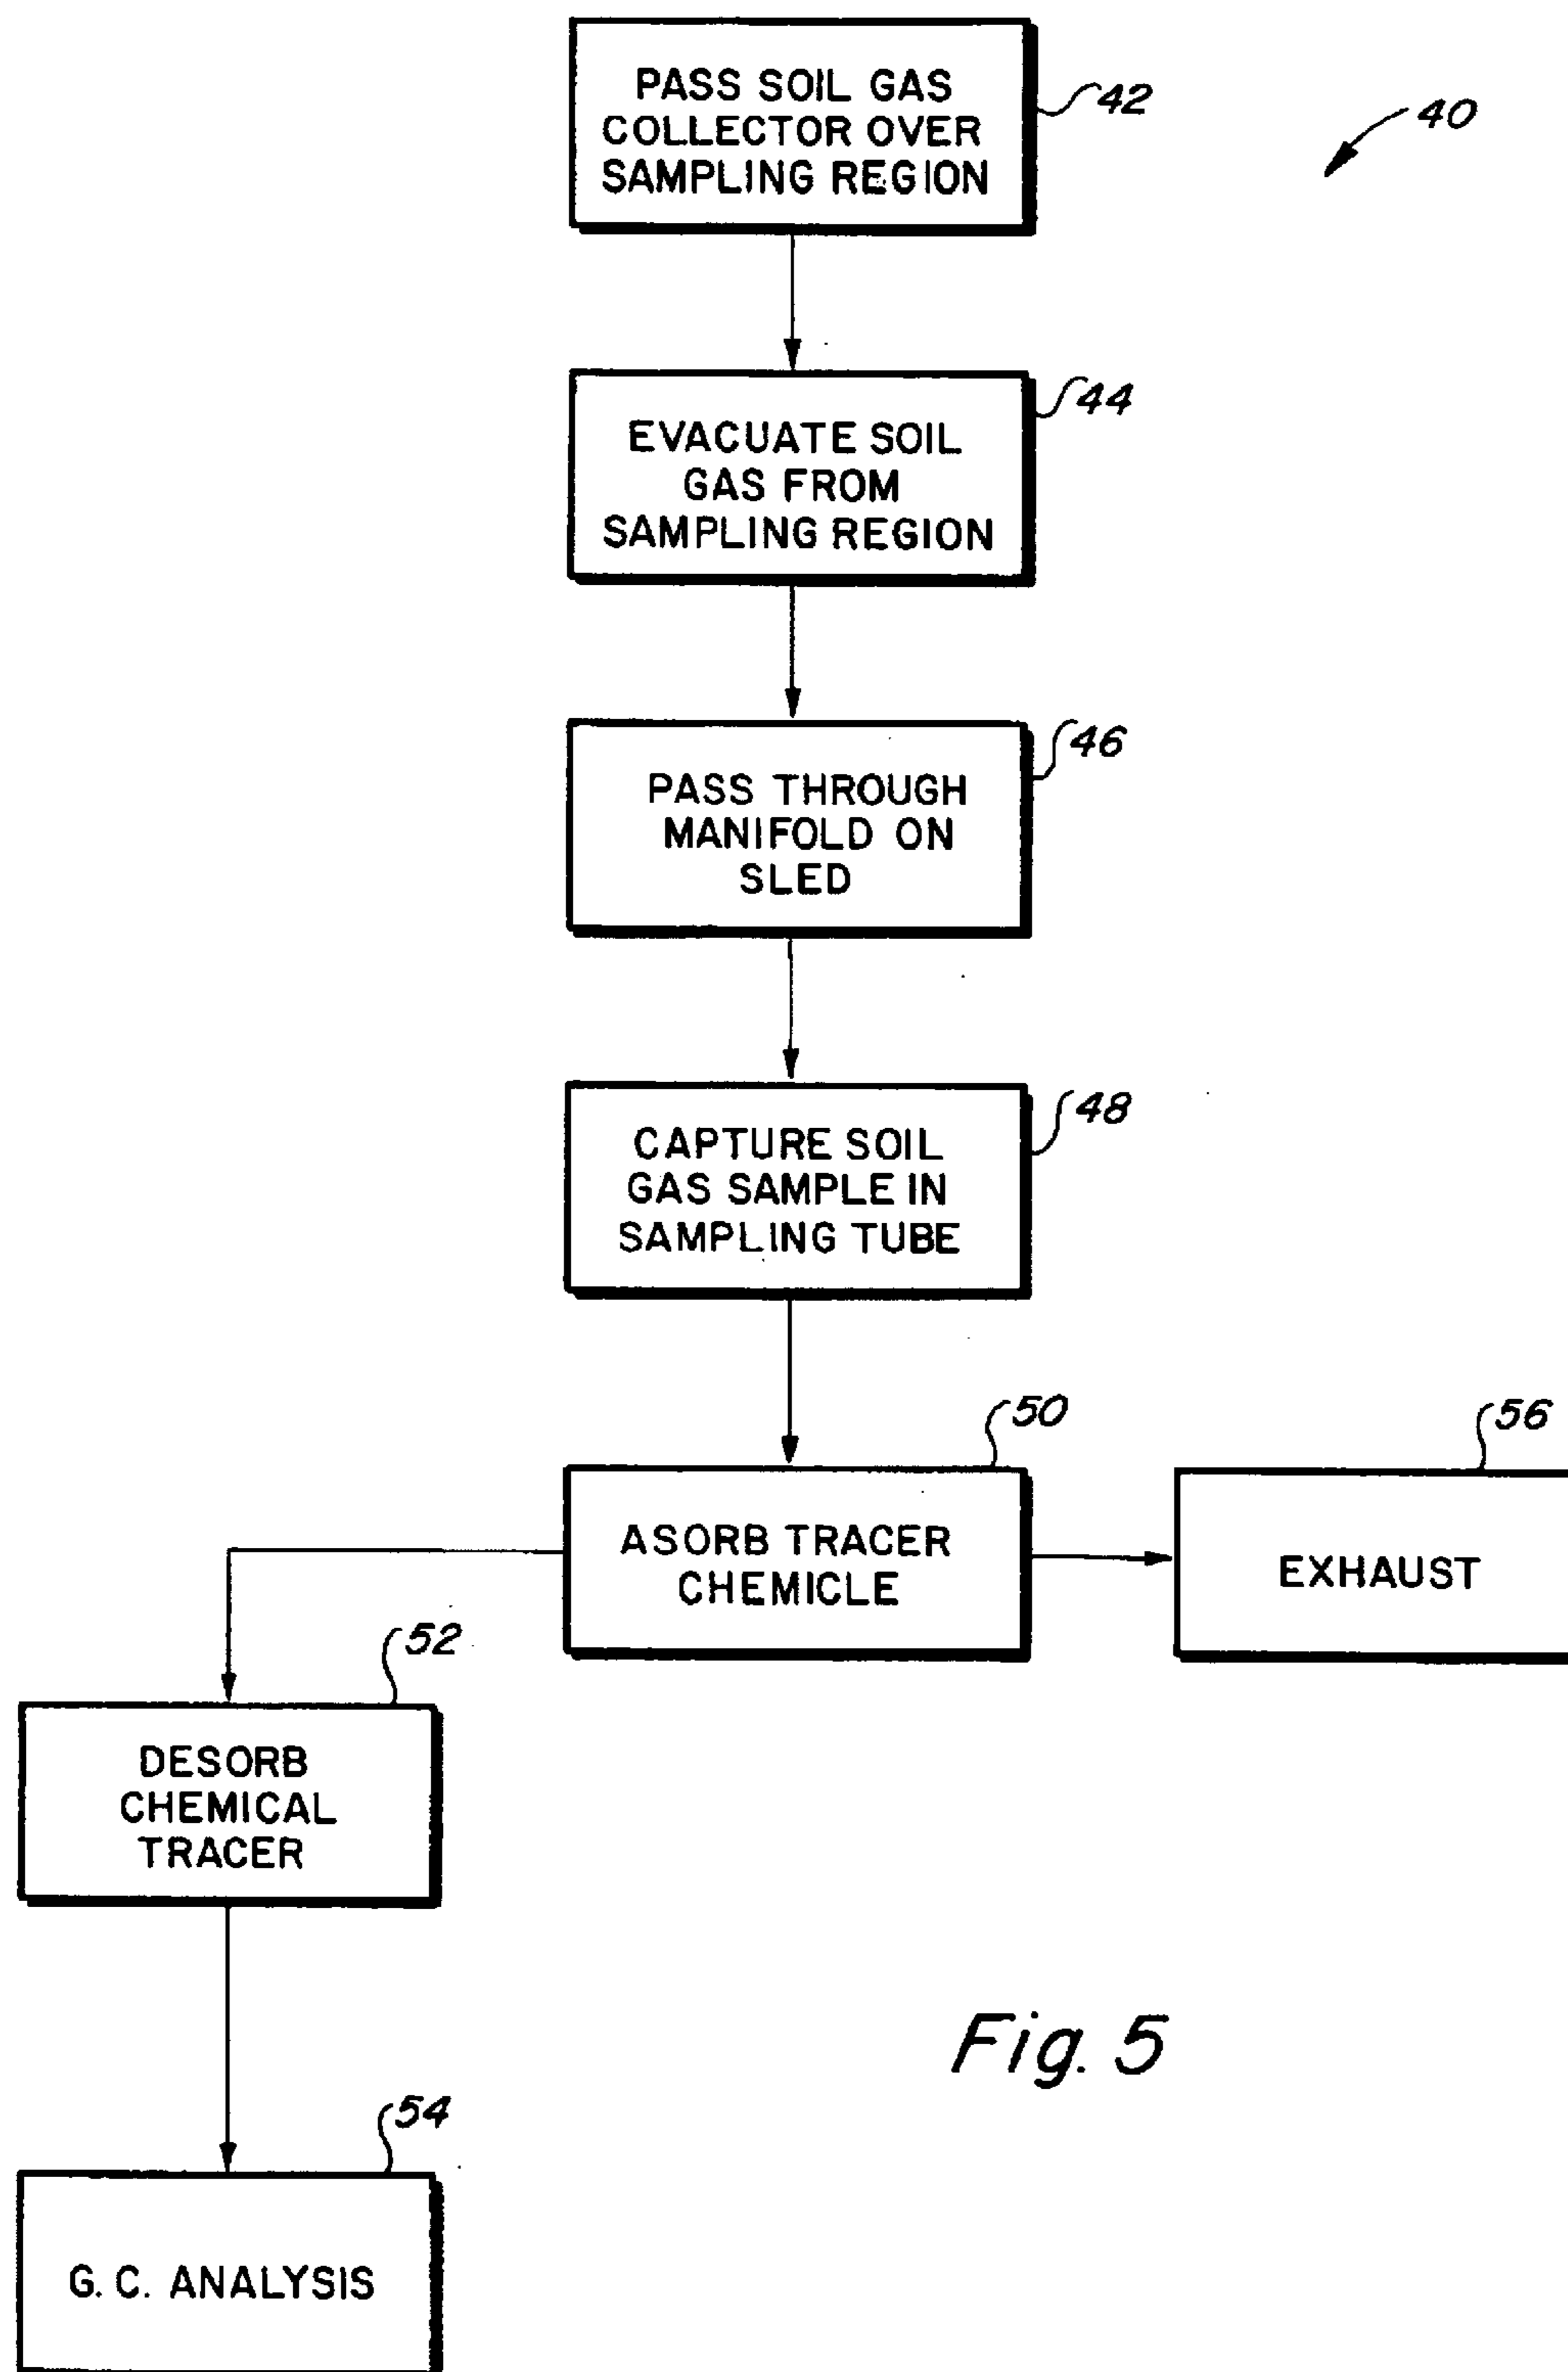 PASS SOIL GAS
COLLECTOR OVER
SAMPLING REGION
42
40
EVACUATE SOIL
GAS FROM
SAMPLING REGION
44
PASS THROUGH
MANIFOLD ON
SLED
46
CAPTURE SOIL
GAS SAMPLE IN
SAMPLING TUBE
48
ASORB TRACER
CHEMICLE
50
EXHAUST
56
DESORB
CHEMICAL
TRACER
52
G. C. ANALYSIS
54
Fig. 5